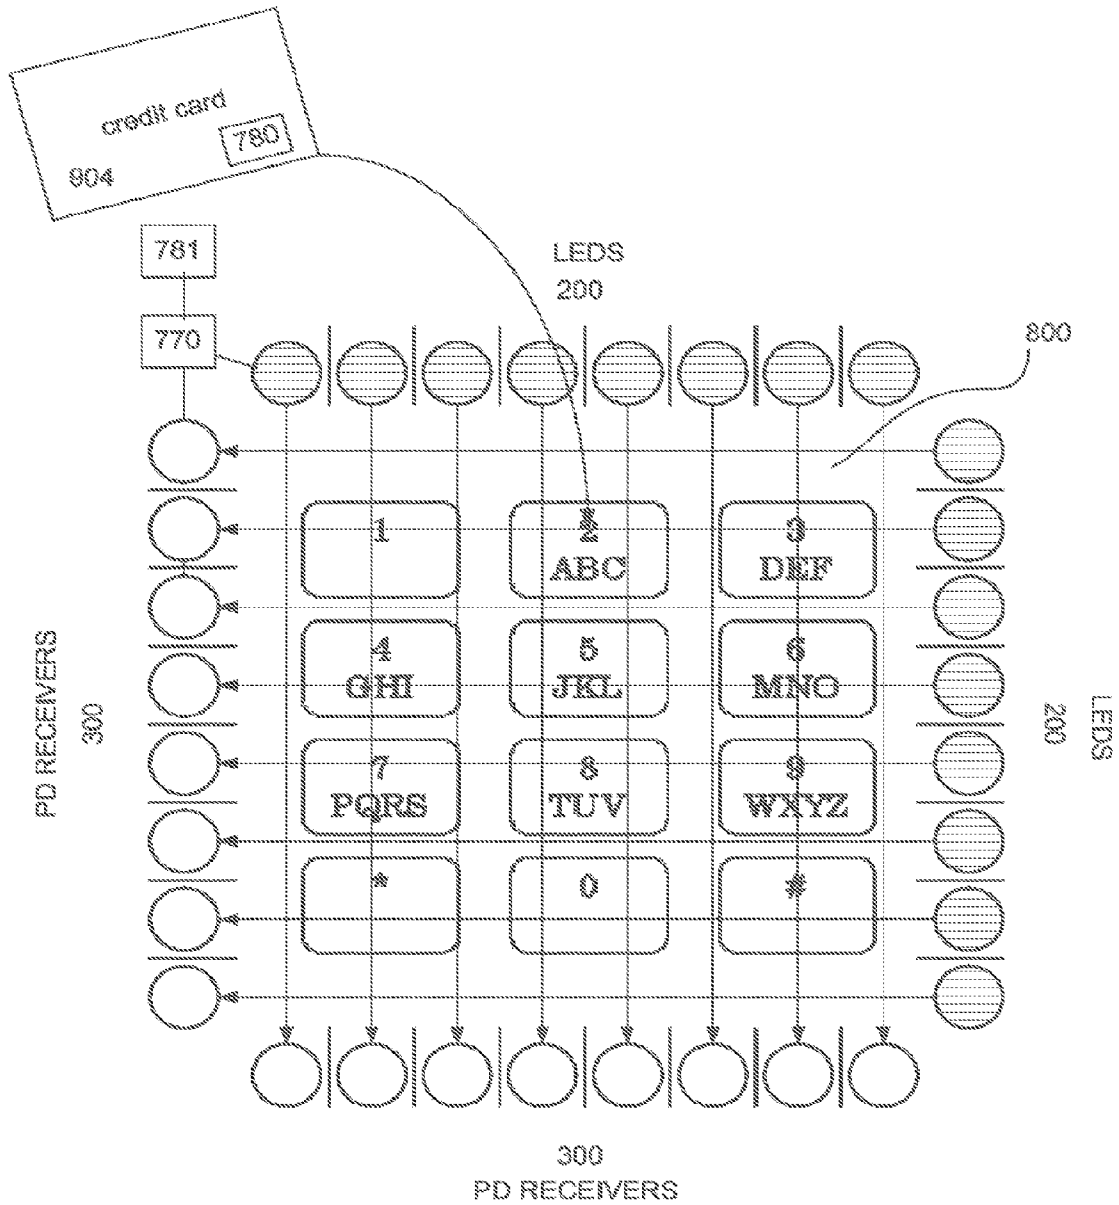 credit card
780
904
781
LEDS
200
770
800
1
2
ABC
3
DEF
4
GHI
5
JKL
6
MNO
PD RECEIVERS
300
LEDS
200
7
PQRS
8
TUV
9
WXYZ
*
0
#
300
PD RECEIVERS